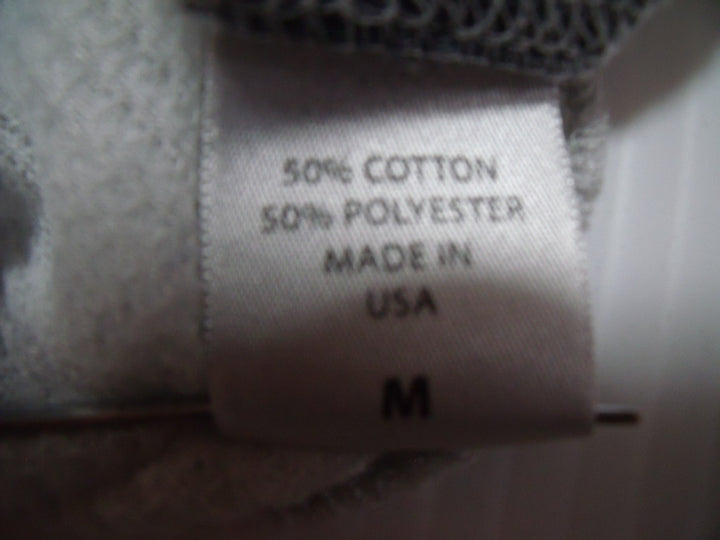 50% COTTON
50% POLYESTER
MADE IN
USA
M